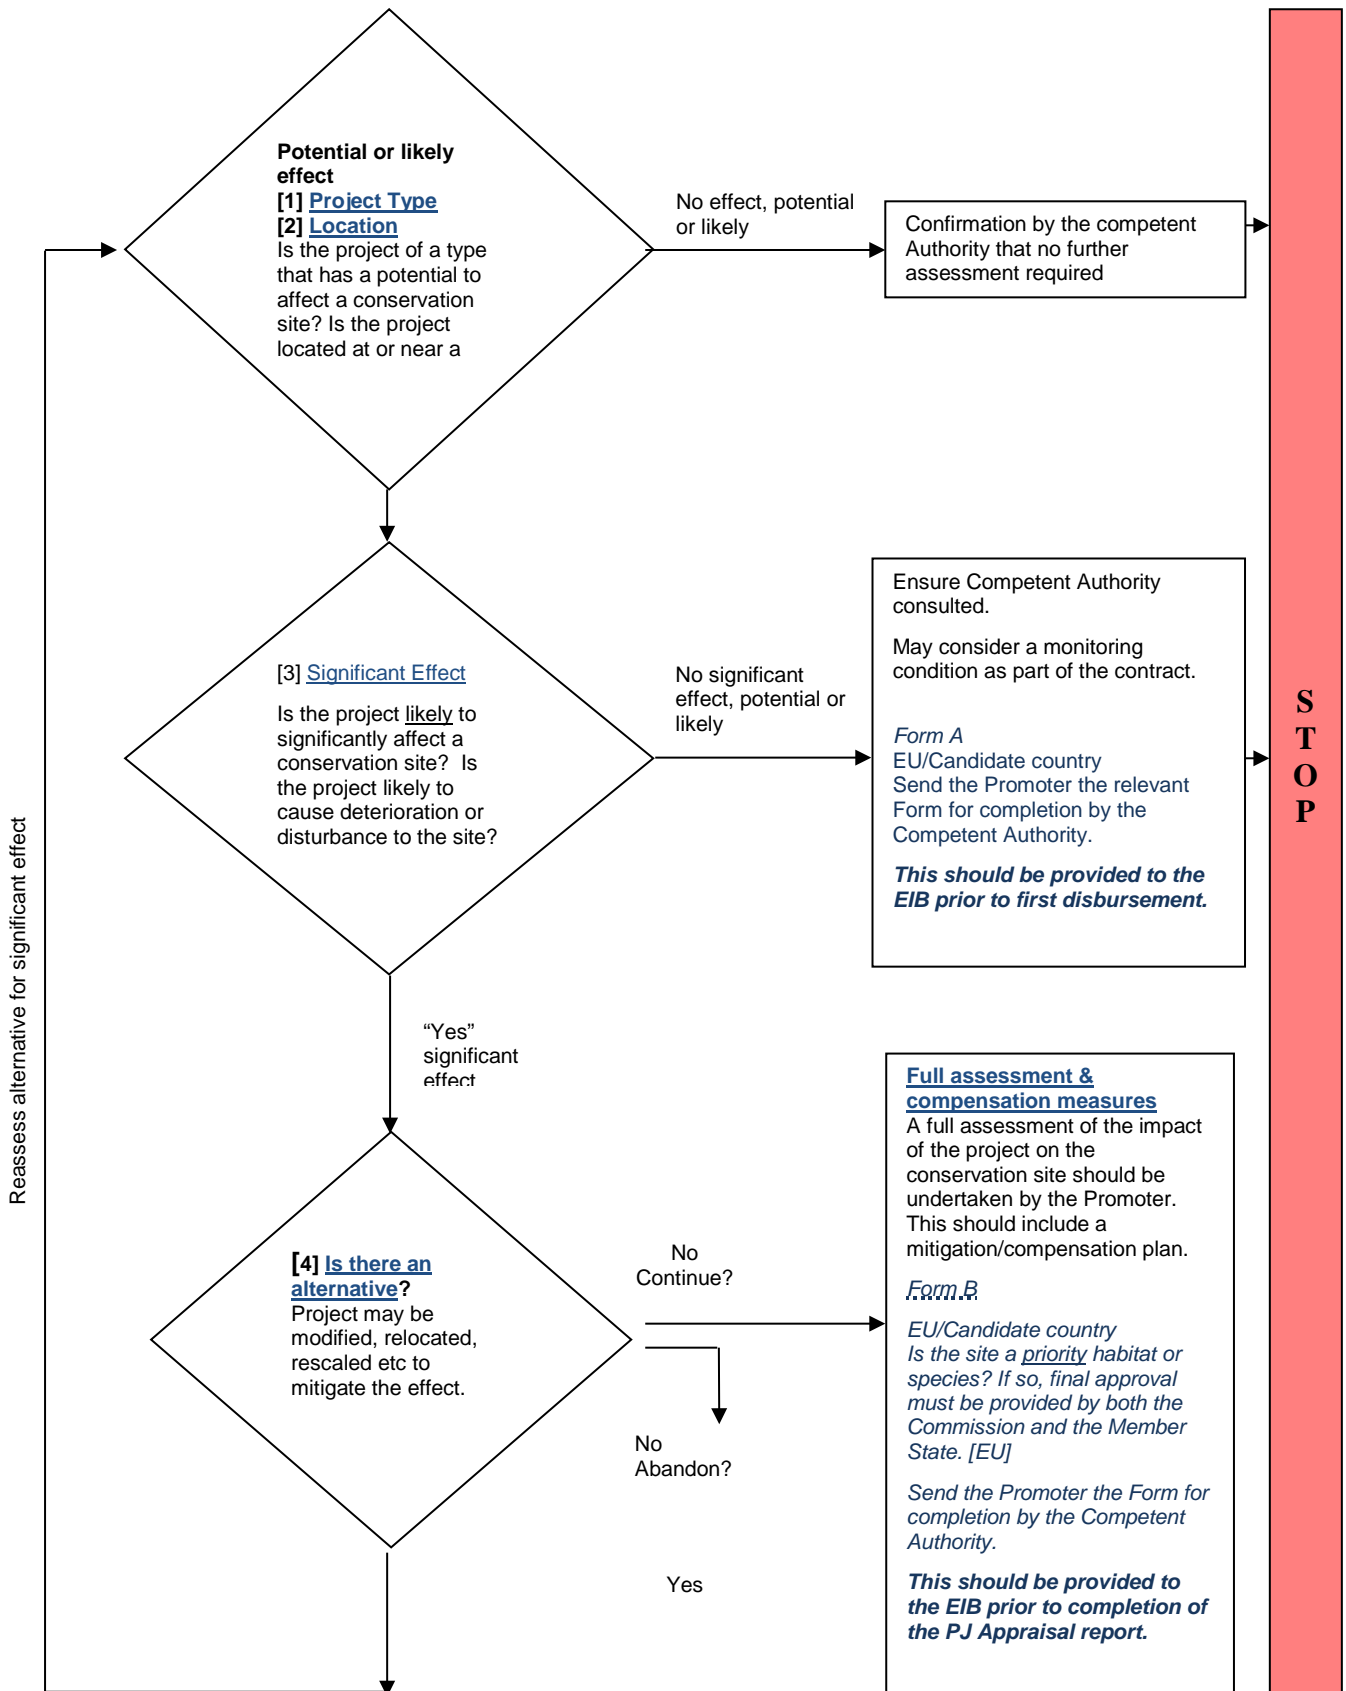 Potential or likely
effect
[1] Project Type
[2] Location
Is the project of a type
that has a potential to
affect a conservation
site? Is the project
located at or near a
No effect, potential
or likely
Confirmation by the competent
Authority that no further
assessment required
[3] Significant Effect
Is the project likely to
significantly affect a
conservation site? Is
the project likely to
cause deterioration or
disturbance to the site?
No significant
effect, potential or
likely
Ensure Competent Authority
consulted.
May consider a monitoring
condition as part of the contract.
Form A
EU/Candidate country
Send the Promoter the relevant
Form for completion by the
Competent Authority.
This should be provided to the
EIB prior to first disbursement.
S
T
O
P
Reassess alternative for significant effect
“Yes”
significant
effect
[4] Is there an
alternative?
Project may be
modified, relocated,
rescaled etc to
mitigate the effect.
No
Continue?
No
Abandon?
Yes
Full assessment &
compensation measures
A full assessment of the impact
of the project on the
conservation site should be
undertaken by the Promoter.
This should include a
mitigation/compensation plan.
Form B
EU/Candidate country
Is the site a priority habitat or
species? If so, final approval
must be provided by both the
Commission and the Member
State. [EU]
Send the Promoter the Form for
completion by the Competent
Authority.
This should be provided to
the EIB prior to completion of
the PJ Appraisal report.